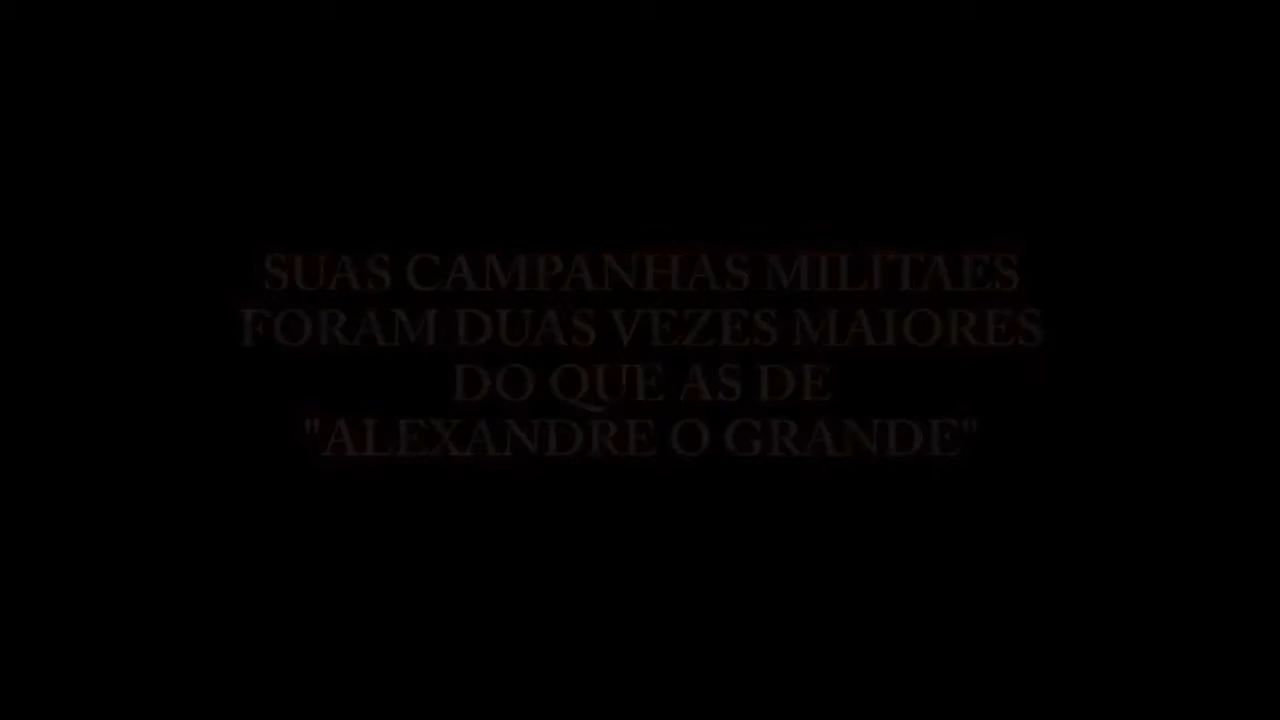 SUAS CAMPANHAS MILITAES
FORAM DUAS VEZES MAIORES
DO QUE AS DE
"ALEXANDRE O GRANDE"